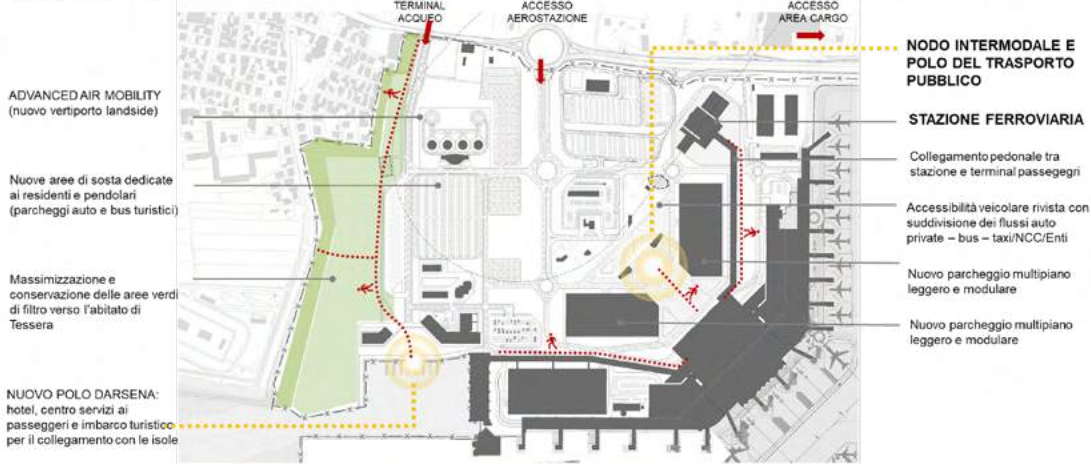 TERMINAL
ACQUEO
ACCESSO
AEROSTAZIONE
ACCESSO
AREA CARGO
ADVANCED AIR MOBILITY
(nuovo vertiporto landside)
Nuove aree di sosta dedicate
ai residenti e pendolari
(parcheggi auto e bus turistici)
Massimizzazione e
conservazione delle aree verdi
di filtro verso l'abitato di
Tessera
NUOVO POLO DARSENA:
hotel, centro servizi ai
passeggeri e imbarco turistico
per il collegamento con le isole
NODO INTERMODALE E
POLO DEL TRASPORTO
PUBBLICO
STAZIONE FERROVIARIA
Collegamento pedonale tra
stazione e terminal passegegri
Accessibilità veicolare rivista con
suddivisione dei flussi auto
private – bus – taxi/NCC/Enti
Nuovo parcheggio multipiano
leggero e modulare
Nuovo parcheggio multipiano
leggero e modulare